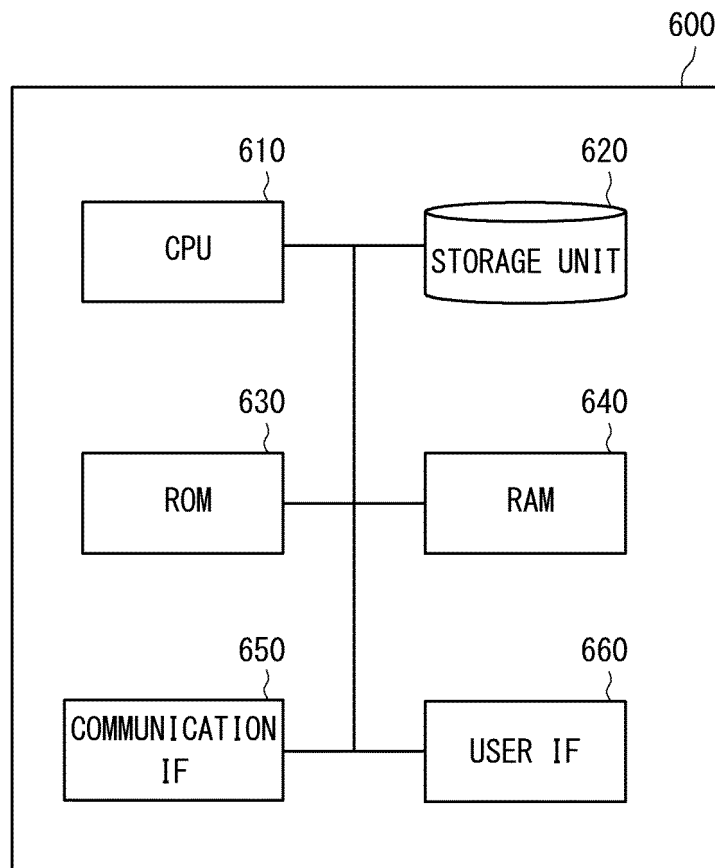 600
610
620
CPU
STORAGE UNIT
630
640
ROM
RAM
650
660
COMMUNICATION
IF
USER IF